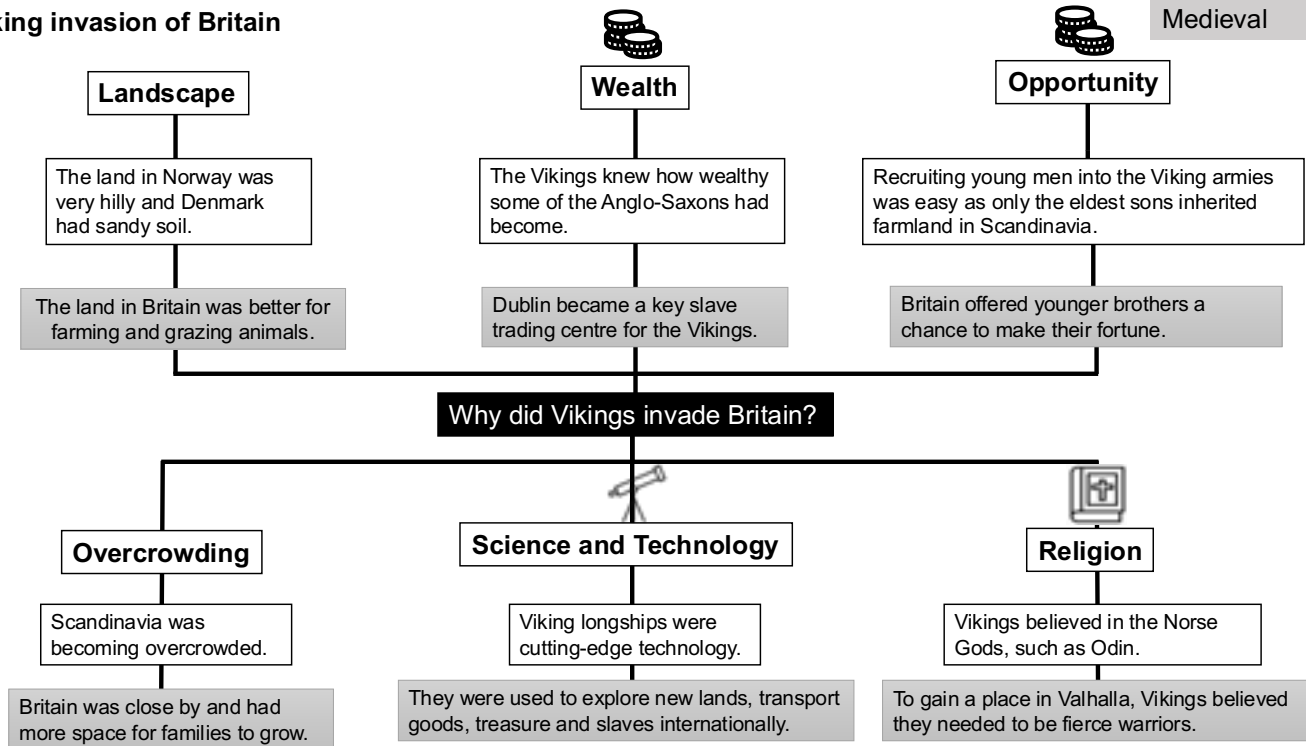 king invasion of Britain
Medieval
Landscape
The land in Norway was
very hilly and Denmark
had sandy soil.
The land in Britain was better for
farming and grazing animals.
Wealth
The Vikings knew how wealthy
some of the Anglo-Saxons had
become.
Dublin became a key slave
trading centre for the Vikings.
Opportunity
Recruiting young men into the Viking armies
was easy as only the eldest sons inherited
farmland in Scandinavia.
Britain offered younger brothers a
chance to make their fortune.
Why did Vikings invade Britain?
Overcrowding
Scandinavia was
becoming overcrowded.
Britain was close by and had
more space for families to grow.
Science and Technology
Viking longships were
cutting-edge technology.
They were used to explore new lands, transport
goods, treasure and slaves internationally.
Religion
Vikings believed in the Norse
Gods, such as Odin.
To gain a place in Valhalla, Vikings believed
they needed to be fierce warriors.